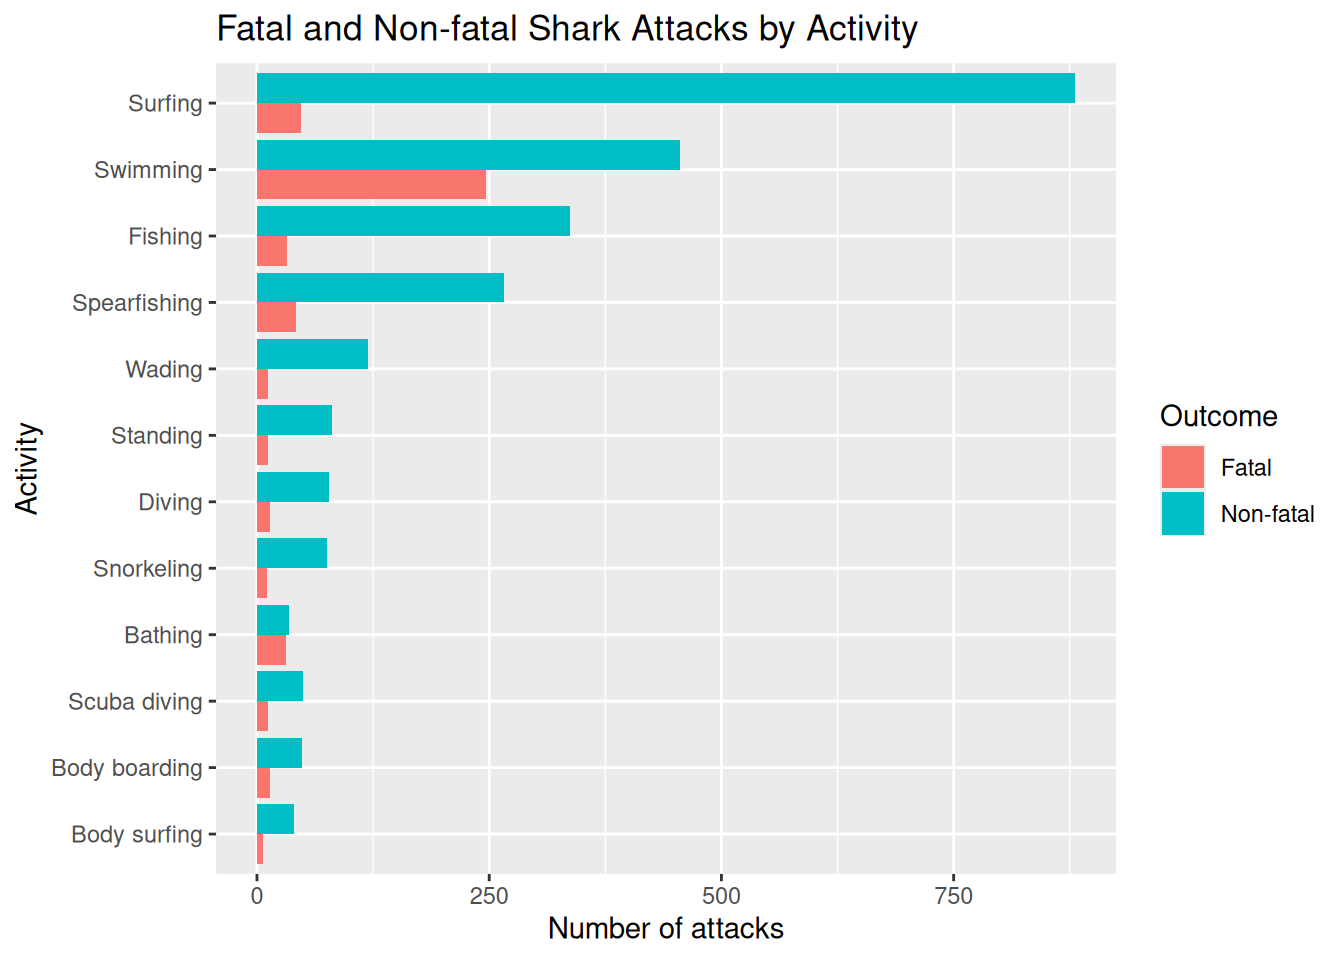 Fatal and Non-fatal Shark Attacks by Activity
Surfing
Swimming
Fishing
Spearfishing
Wading
Standing
Diving
Snorkeling
Bathing
Scuba diving
Body boarding
Body surfing
Activity
0 250 500 750
Number of attacks
Outcome
Fatal
Non-fatal